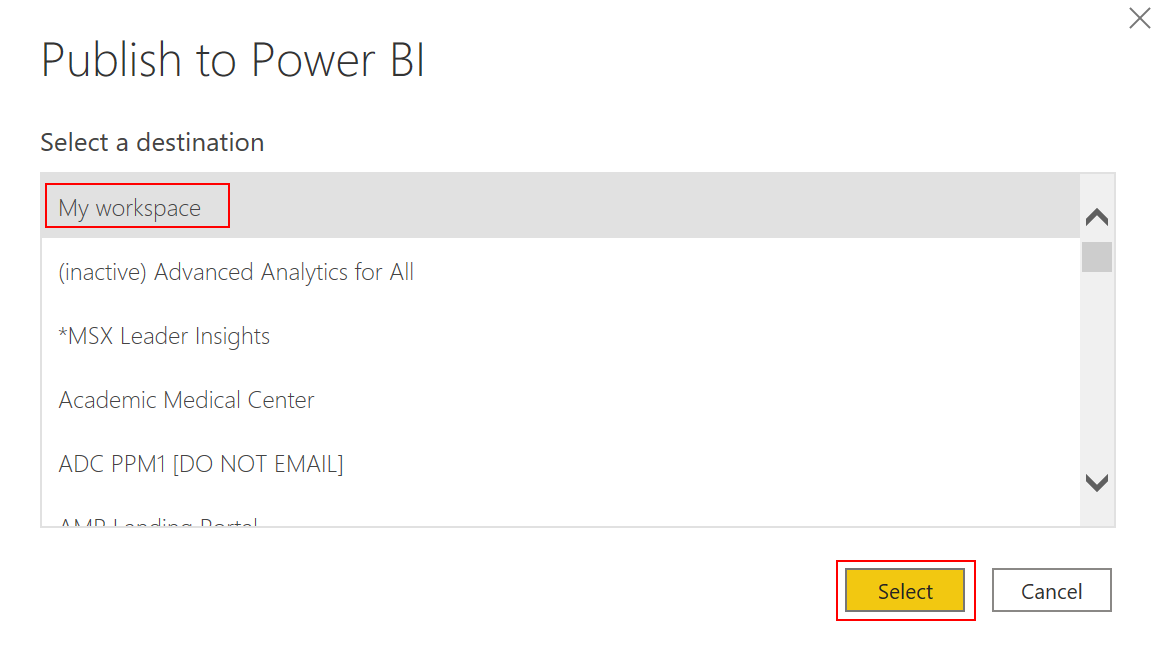 Publish to Power BI
Select a destination
My workspace
(inactive) Advanced Analytics for All
*MSX Leader Insights
Academic Medical Center
ADC PPM1 [DO NOT EMAIL]
Select
Cancel